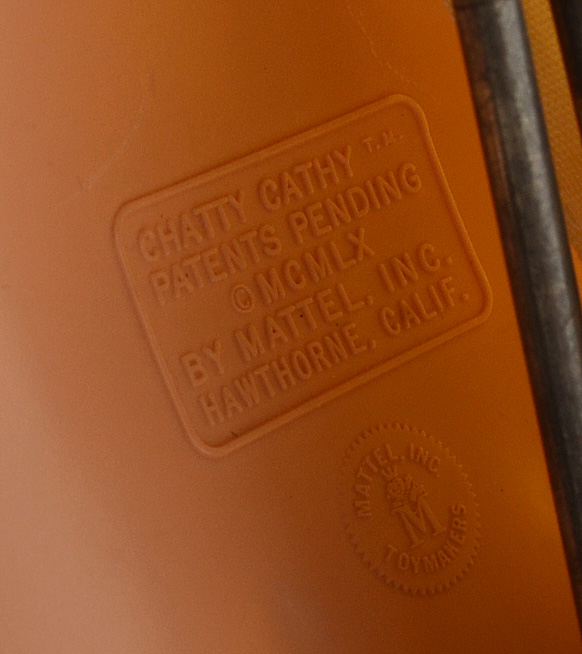 CHATTY CATHY T.M.
PATENTS PENDING
©MCMLX
BY MATTEL, INC.
HAWTHORNE, CALIF.
MATTEL, INC.
M
TOYMAKERS